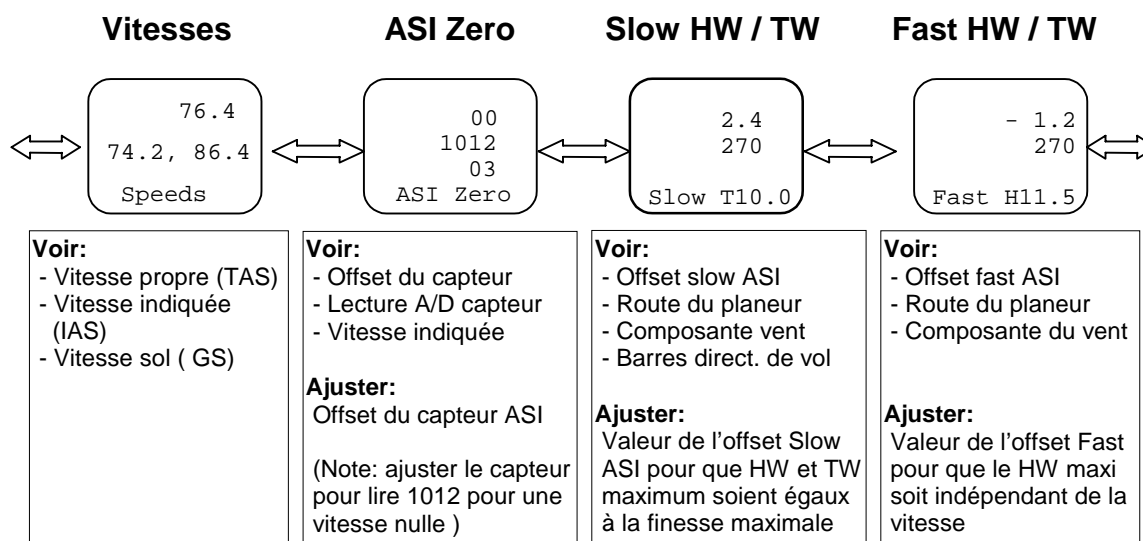 Vitesses
ASI Zero
Slow HW / TW
Fast HW / TW
76.4
74.2, 86.4
Speeds
00
1012
03
ASI Zero
2.4
270
Slow T10.0
- 1.2
270
Fast H11.5
Voir:
- Vitesse propre (TAS)
- Vitesse indiquée
(IAS)
- Vitesse sol ( GS)
Voir:
- Offset du capteur
- Lecture A/D capteur
- Vitesse indiquée
Ajuster:
Offset du capteur ASI
(Note: ajuster le capteur
pour lire 1012 pour une
vitesse nulle )
Voir:
- Offset slow ASI
- Route du planeur
- Composante vent
- Barres direct. de vol
Ajuster:
Valeur de l’offset Slow
ASI pour que HW et TW
maximum soient égaux
à la finesse maximale
Voir:
- Offset fast ASI
- Route du planeur
- Composante du vent
Ajuster:
Valeur de l’offset Fast
pour que le HW maxi
soit indépendant de la
vitesse